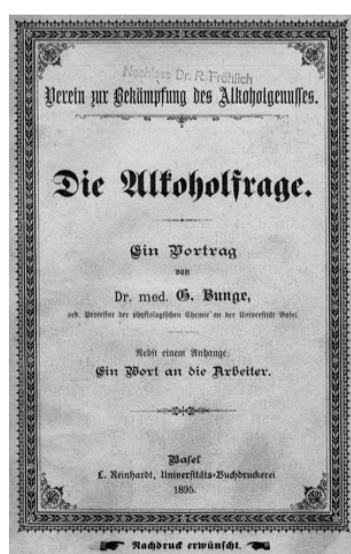 Nachlass Dr. R. Fröhlich
Verein zur Bekämpfung des Alkoholgenusses.
Die Alkoholfrage.
Ein Vortrag
von
Dr. med. G. Bunge,
ord. Professor der physiologischen Chemie an der Universität Basel
Nebst einem Anhange:
Ein Wort an die Arbeiter.
Basel
L. Reinhardt, Universitäts-Buchdruckerei
1895.
Nachdruck erwünscht.